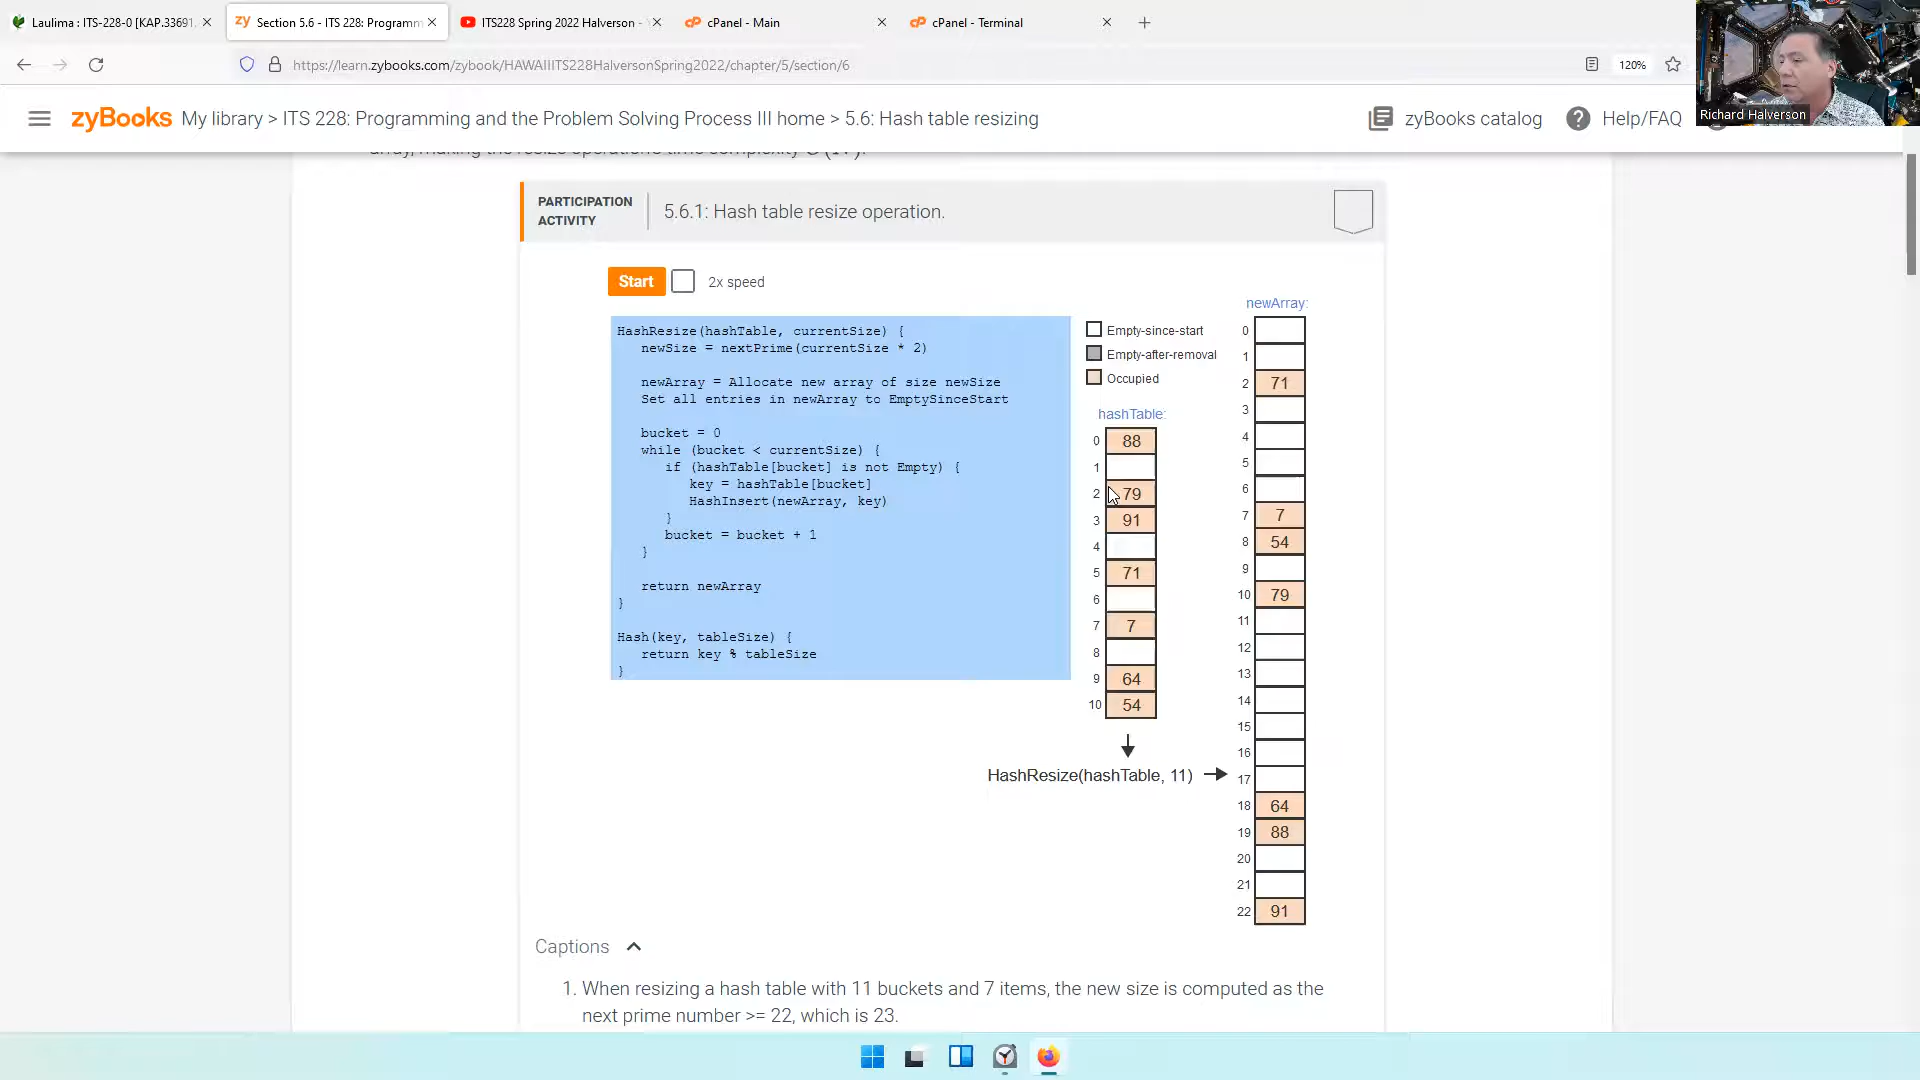 Laulima : ITS-228-0 [KAP.33691.
Section 5.6 - ITS 228: Programm
ITS228 Spring 2022 Halverson -
cPanel - Main
cPanel - Terminal
https://learn.zybooks.com/zybook/HAWAIIITS228HalversonSpring2022/chapter/5/section/6
120%
Richard Halverson
zyBooks My library > ITS 228: Programming and the Problem Solving Process III home > 5.6: Hash table resizing
zyBooks catalog
Help/FAQ
PARTICIPATION
ACTIVITY
5.6.1: Hash table resize operation.
Start
2x speed
HashResize(hashTable, currentSize) {
newSize = nextPrime(currentSize * 2)
newArray = Allocate new array of size newSize
Set all entries in newArray to EmptySinceStart
bucket = 0
while (bucket < currentSize) {
if (hashTable[bucket] is not Empty) {
key = hashTable[bucket]
HashInsert(newArray, key)
}
bucket = bucket + 1
}
return newArray
}
Hash(key, tableSize) {
return key % tableSize
}
Empty-since-start
Empty-after-removal
Occupied
hashTable:
0 88
1
2 79
3 91
4
5 71
6
7 7
8
9 64
10 54
HashResize(hashTable, 11)
newArray:
0
1
2 71
3
4
5
6
7 7
8 54
9
10 79
11
12
13
14
15
16
17
18 64
19 88
20
21
22 91
Captions
1. When resizing a hash table with 11 buckets and 7 items, the new size is computed as the
next prime number >= 22, which is 23.